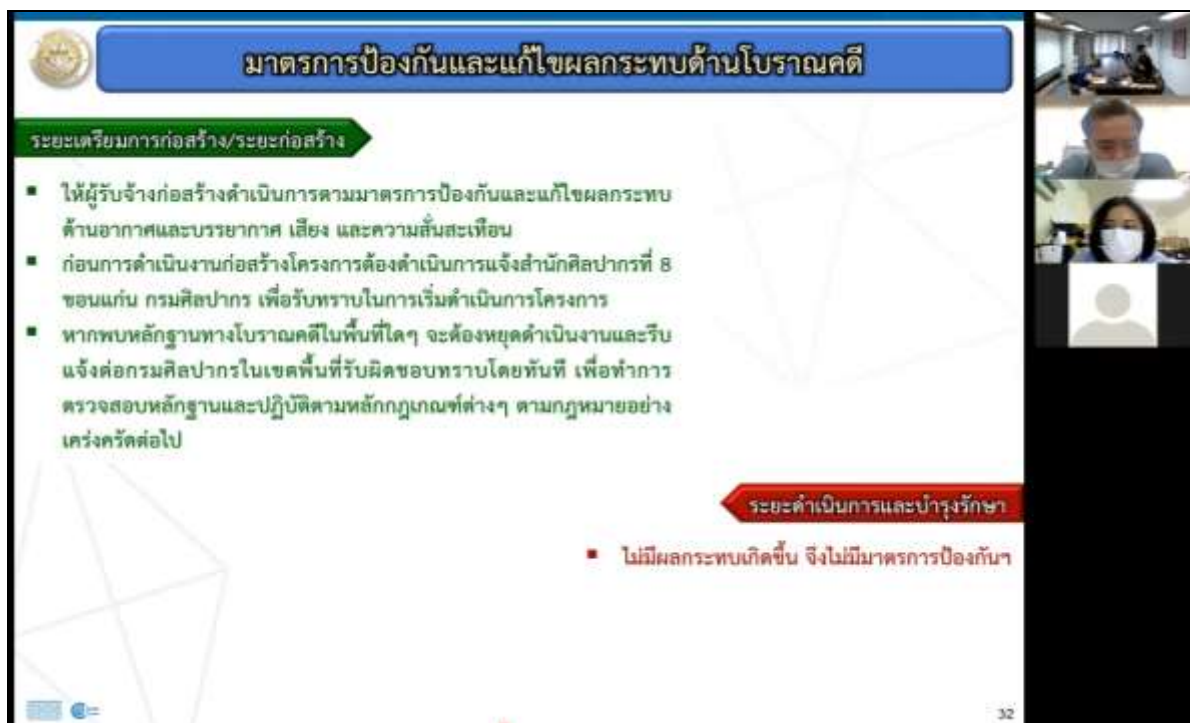 มาตรการป้องกันและแก้ไขผลกระทบด้านโบราณคดี
ระยะเตรียมการก่อสร้าง/ระยะก่อสร้าง
▪ ให้ผู้รับจ้างก่อสร้างดำเนินการตามมาตรการป้องกันและแก้ไขผลกระทบ
ด้านอากาศและบรรยากาศ เสียง และความสั่นสะเทือน
▪ ก่อนการดำเนินงานก่อสร้างโครงการต้องดำเนินการแจ้งสำนักศิลปากรที่ 8
ขอนแก่น กรมศิลปากร เพื่อรับทราบในการเริ่มดำเนินการโครงการ
▪ หากพบหลักฐานทางโบราณคดีในพื้นที่ใดๆ จะต้องหยุดดำเนินงานและรีบ
แจ้งต่อกรมศิลปากรในเขตพื้นที่รับผิดชอบทราบโดยทันที เพื่อทำการ
ตรวจสอบหลักฐานและปฏิบัติตามหลักกฎเกณฑ์ต่างๆ ตามกฎหมายอย่าง
เคร่งครัดต่อไป
ระยะดำเนินการและบำรุงรักษา
▪ ไม่มีผลกระทบเกิดขึ้น จึงไม่มีมาตรการป้องกันฯ
32